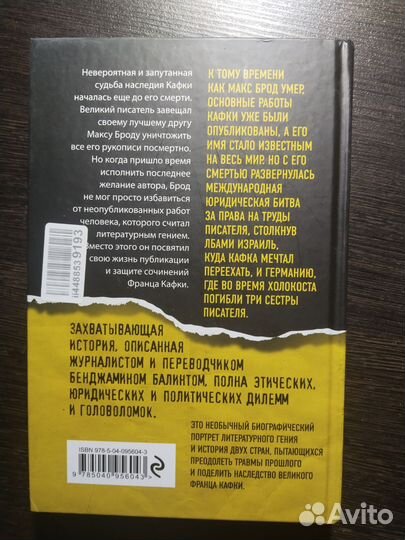 Невероятная и запутанная
судьба наследия Кафки
началась еще до его смерти.
Великий писатель завещал
своему лучшему другу
Максу Броду уничтожить
все его рукописи посмертно.
Но когда пришло время
исполнить последнее
желание автора, Брод
не мог просто избавиться
от неопубликованных работ
человека, которого считал
литературным гением.
Вместо этого он посвятил
свою жизнь публикации
и защите сочинений
Франца Кафки.
К ТОМУ ВРЕМЕНИ
КАК МАКС БРОД УМЕР,
ОСНОВНЫЕ РАБОТЫ
КАФКИ УЖЕ БЫЛИ
ОПУБЛИКОВАНЫ, А ЕГО
ИМЯ СТАЛО ИЗВЕСТНЫМ
НА ВЕСЬ МИР. НО С ЕГО
СМЕРТЬЮ РАЗВЕРНУЛАСЬ
МЕЖДУНАРОДНАЯ
ЮРИДИЧЕСКАЯ БИТВА
ЗА ПРАВА НА ТРУДЫ
ПИСАТЕЛЯ, СТОЛКНУВ
ЛБАМИ ИЗРАИЛЬ,
КУДА КАФКА МЕЧТАЛ
ПЕРЕЕХАТЬ, И ГЕРМАНИЮ,
ГДЕ ВО ВРЕМЯ ХОЛОКОСТА
ПОГИБЛИ ТРИ СЕСТРЫ
ПИСАТЕЛЯ.
ii4488539193
ЗАХВАТЫВАЮЩАЯ
ИСТОРИЯ, ОПИСАННАЯ
ЖУРНАЛИСТОМ И ПЕРЕВОДЧИКОМ
БЕНДЖАМИНОМ БАЛИНТОМ, ПОЛНА ЭТИЧЕСКИХ,
ЮРИДИЧЕСКИХ И ПОЛИТИЧЕСКИХ ДИЛЕММ
И ГОЛОВОЛОМОК.
ЭТО НЕОБЫЧНЫЙ БИОГРАФИЧЕСКИЙ
ПОРТРЕТ ЛИТЕРАТУРНОГО ГЕНИЯ
И ИСТОРИЯ ДВУХ СТРАН, ПЫТАЮЩИХСЯ
ПРЕОДОЛЕТЬ ТРАВМЫ ПРОШЛОГО
И ПОДЕЛИТЬ НАСЛЕДСТВО ВЕЛИКОГО
ФРАНЦА КАФКИ.
ISBN 978-5-04-095604-3
9 785040 956043 >
Avito